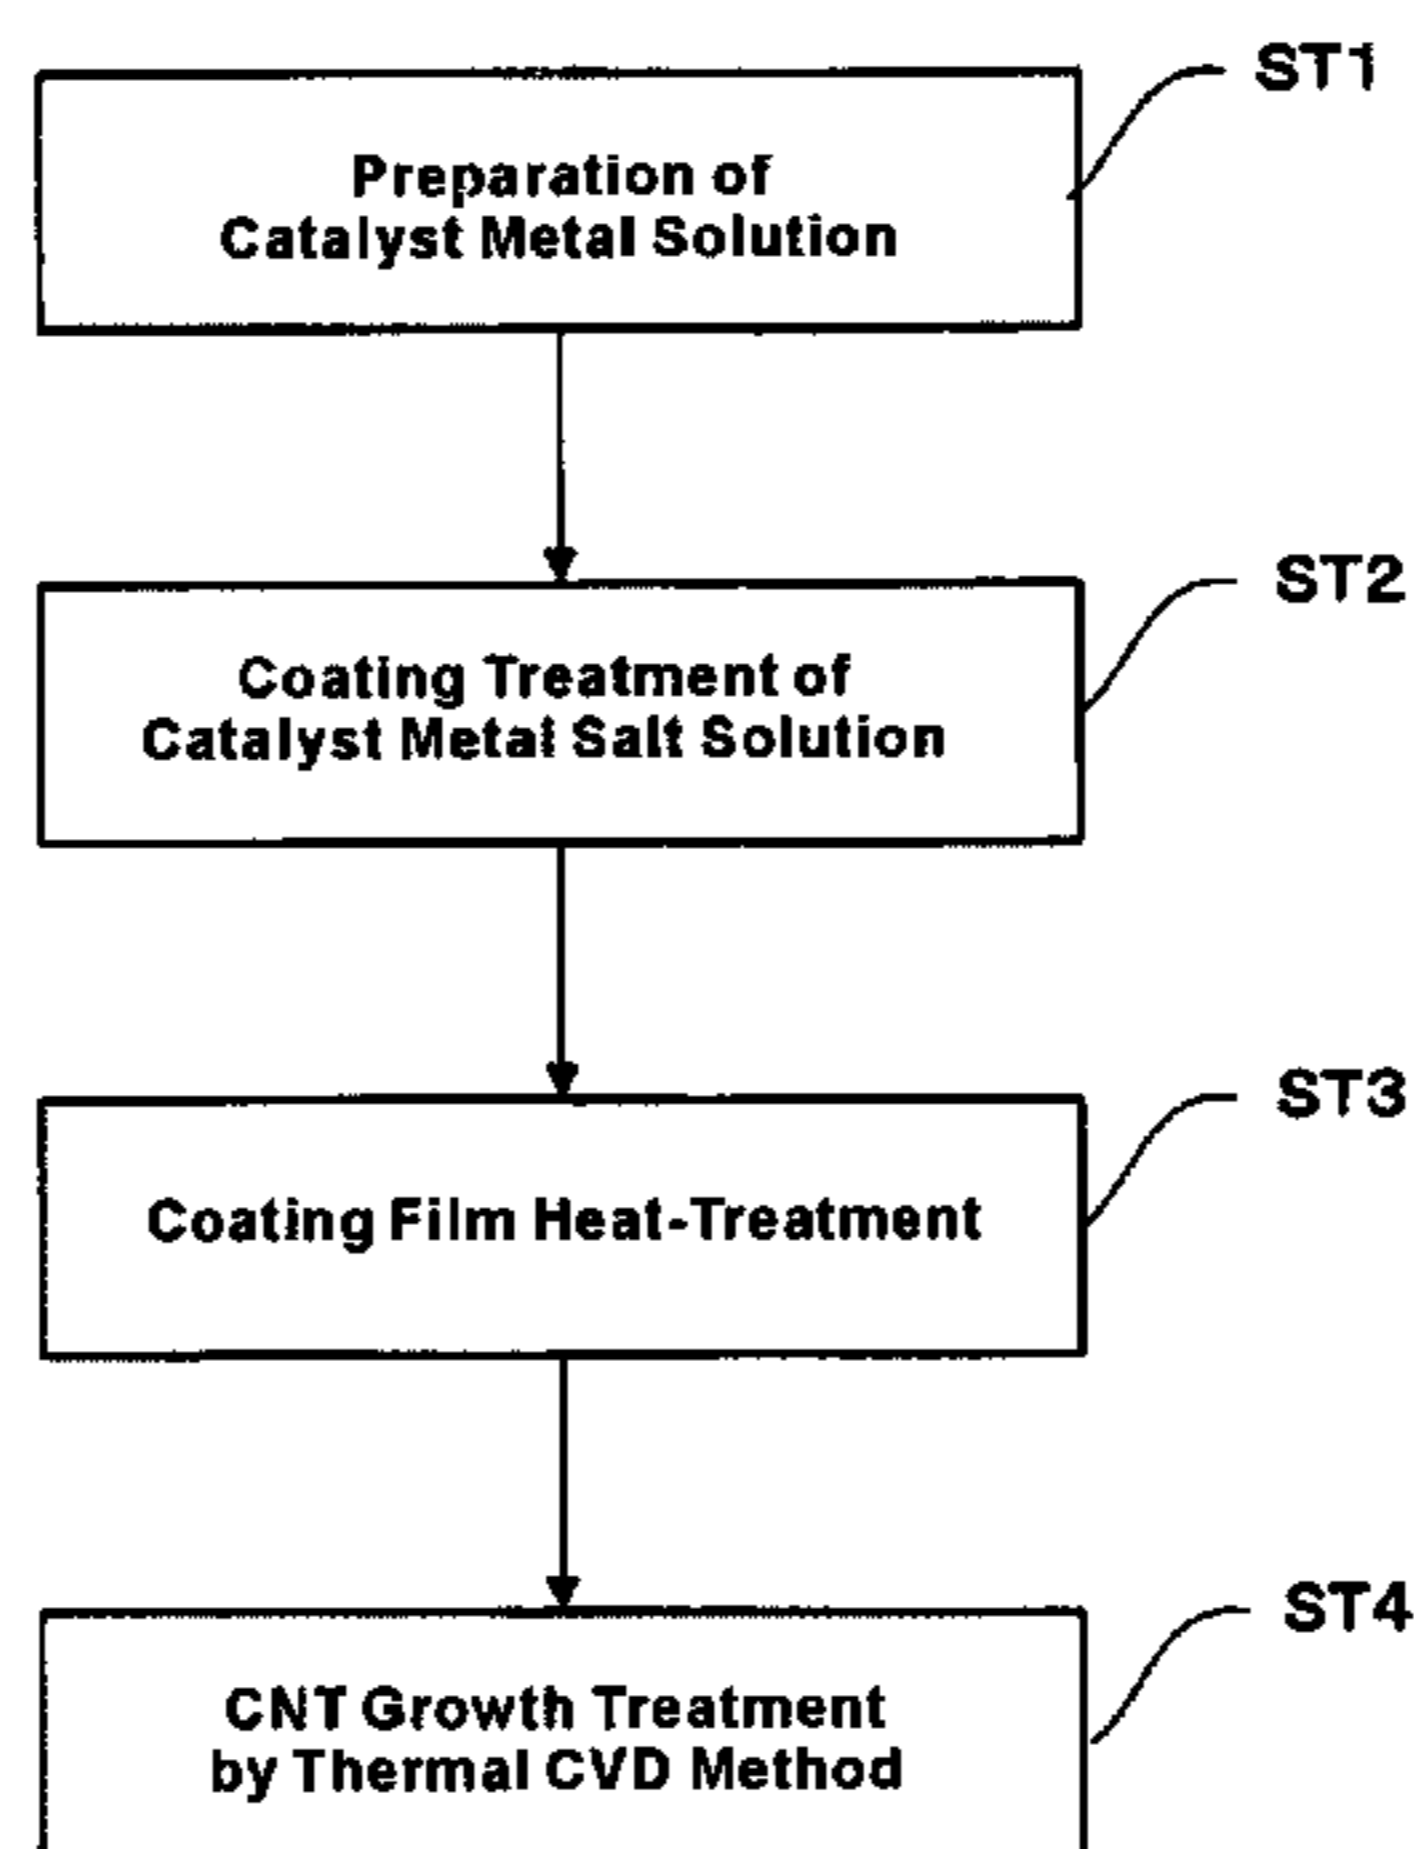 ST1
Preparation of
Catalyst Metal Solution
ST2
Coating Treatment of
Catalyst Metal Salt Solution
ST3
Coating Film Heat-Treatment
ST4
CNT Growth Treatment
by Thermal CVD Method